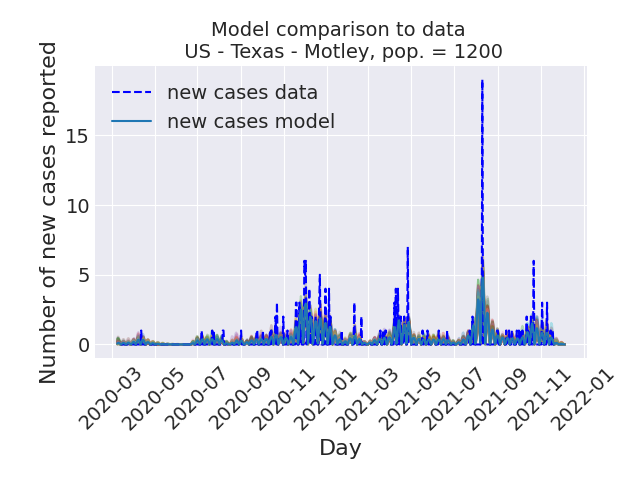 Model comparison to data
US - Texas - Motley, pop. = 1200
new cases data
new cases model
Number of new cases reported
15
10
5
0
2020-03
2020-05
2020-07
2020-09
2020-11
2021-01
2021-03
2021-05
2021-07
2021-09
2021-11
2022-01
Day